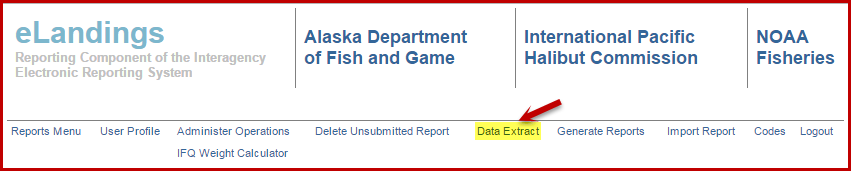 eLandings
Reporting Component of the Interagency
Electronic Reporting System
Alaska Department
of Fish and Game
International Pacific
Halibut Commission
NOAA
Fisheries
Reports Menu User Profile Administer Operations Delete Unsubmitted Report Data Extract Generate Reports Import Report Codes Logout
IFQ Weight Calculator